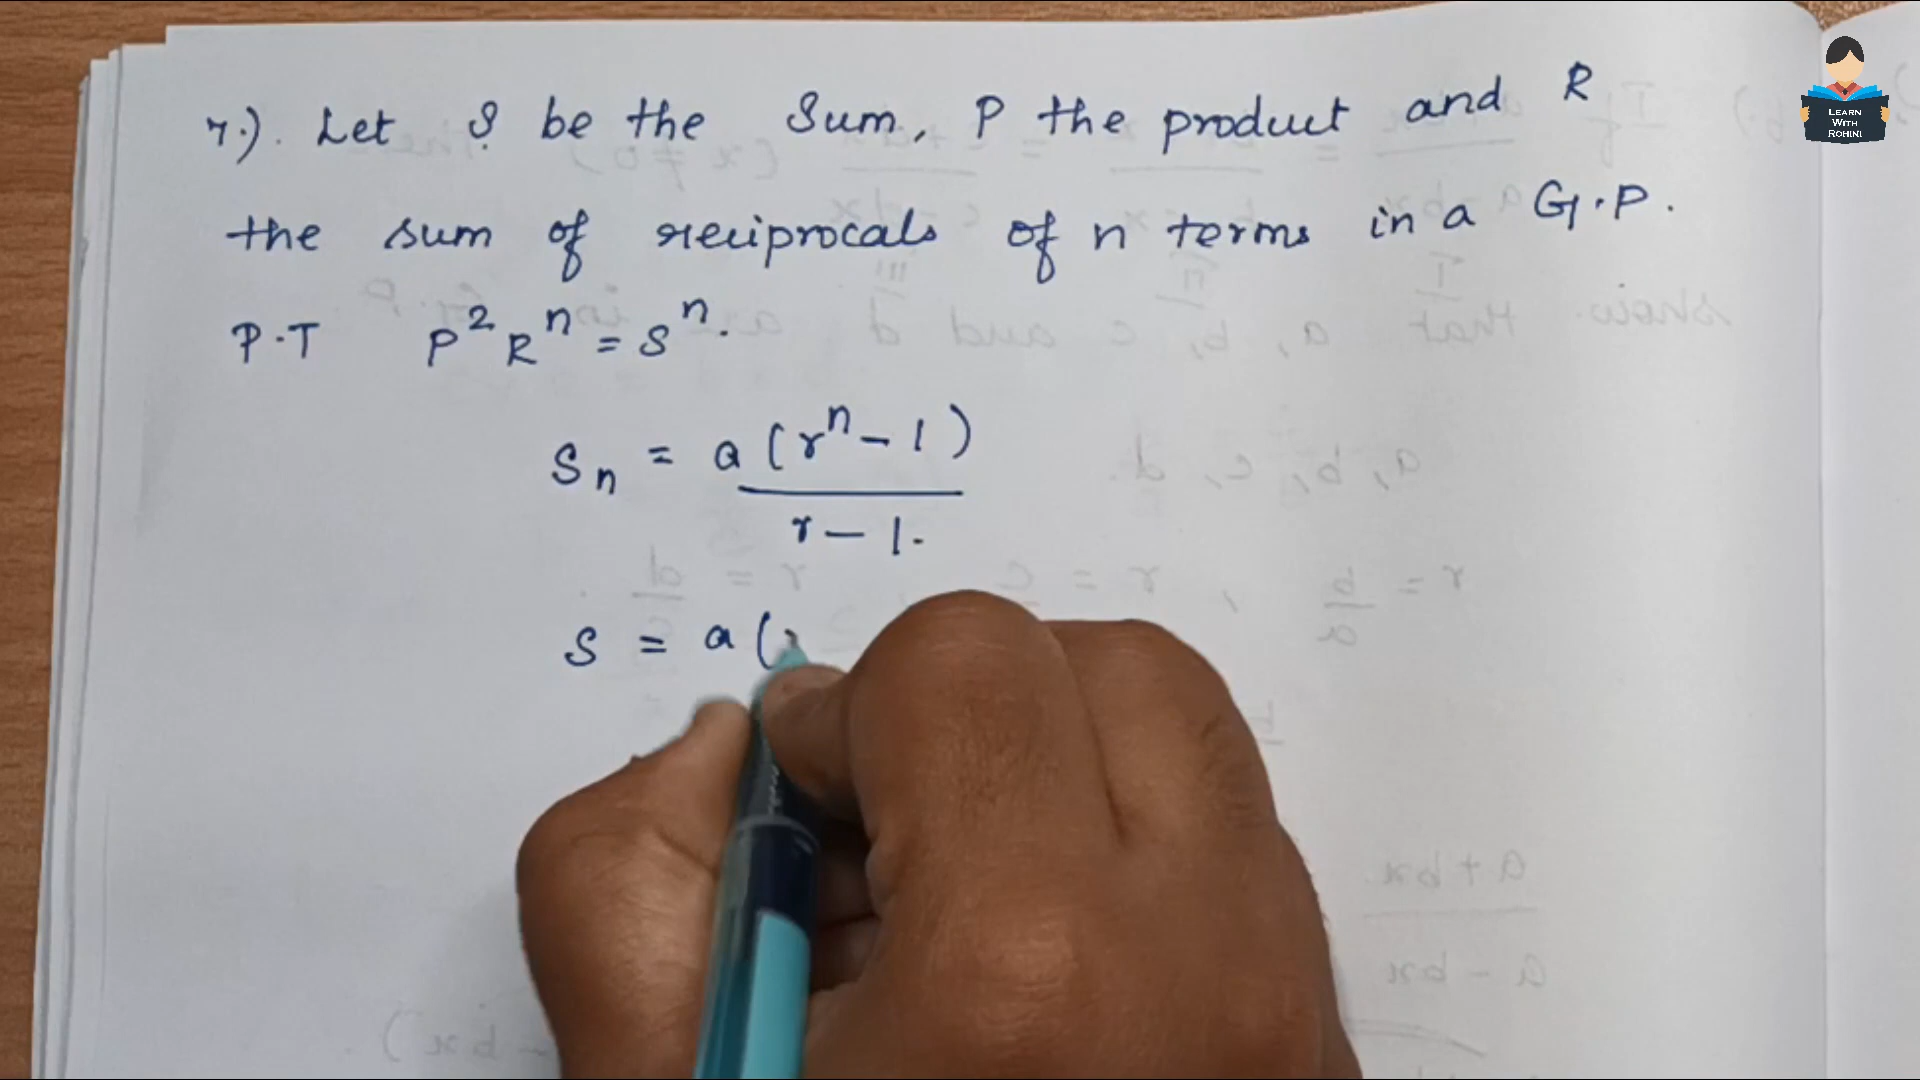 7.). Let S be the Sum, P the product and R
the sum of reciprocals of n terms in a G.P.
P.T P²Rⁿ = Sⁿ.
Sn = a(rⁿ - 1)
r - 1.
S = a(
LEARN
WITH
ROHINI